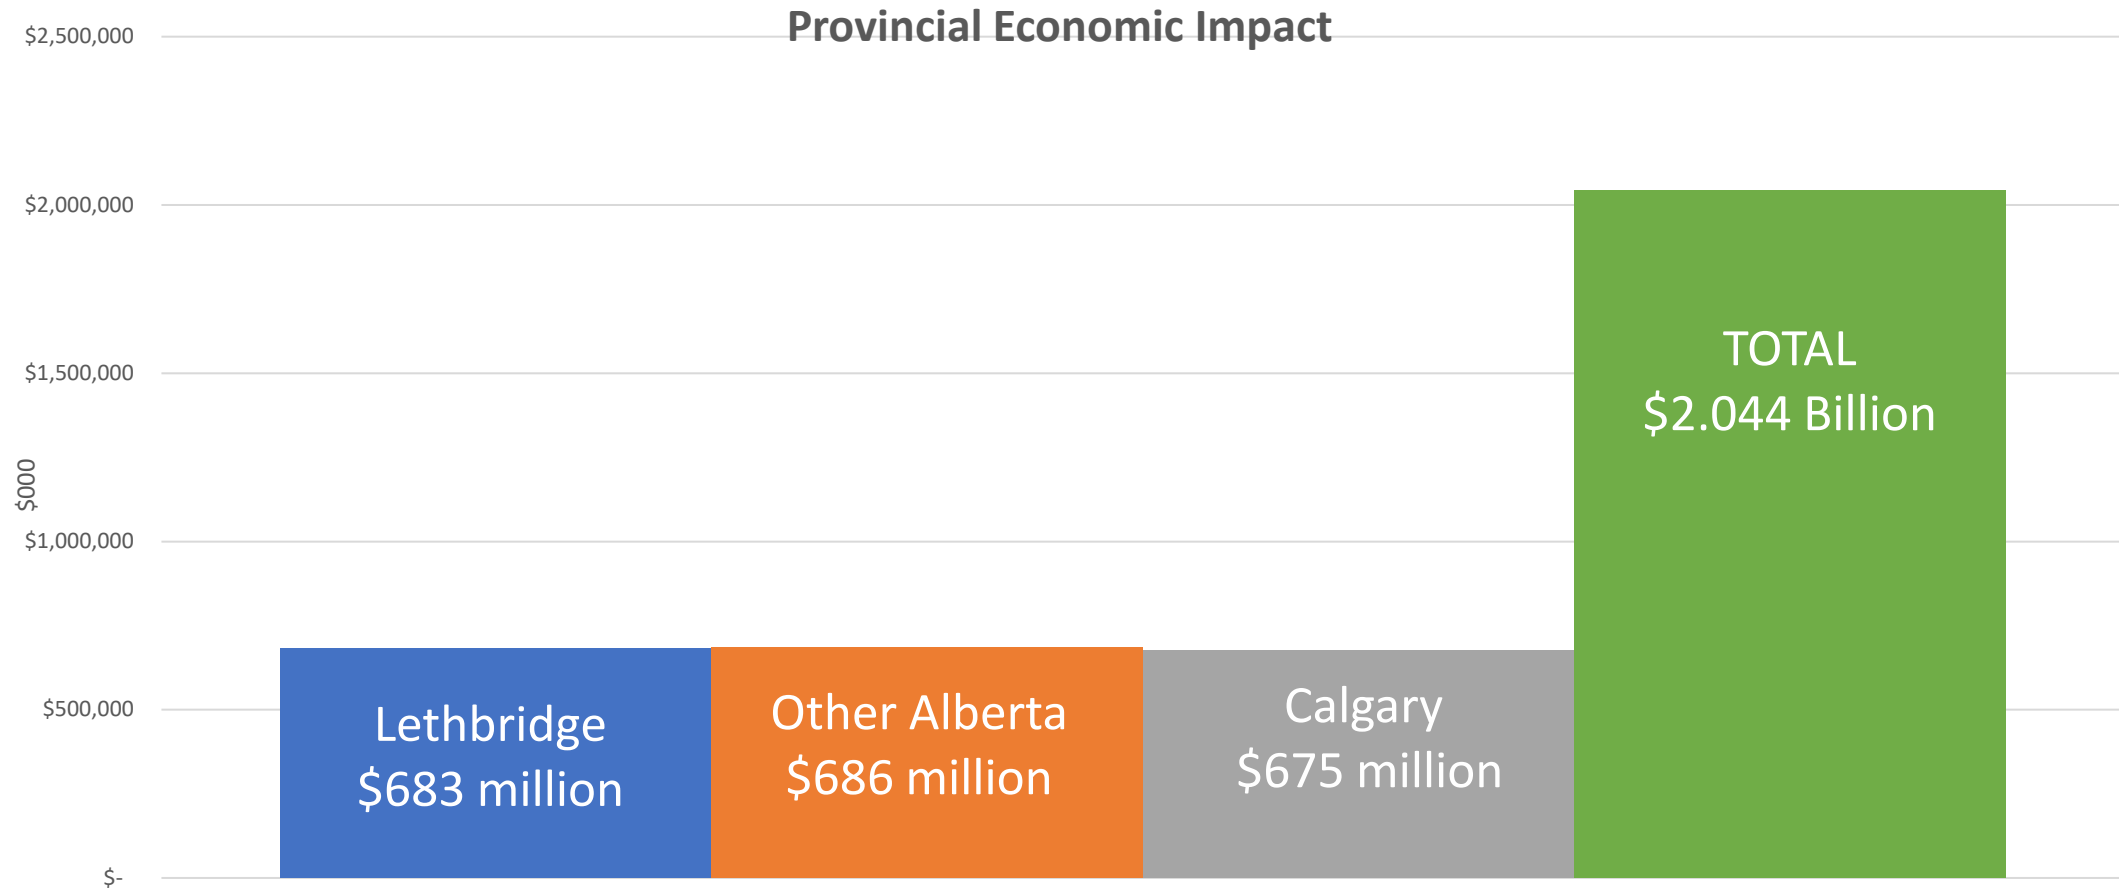 Provincial Economic Impact
$2,500,000
$2,000,000
$1,500,000
$1,000,000
$500,000
$-
$000
Lethbridge
$683 million
Other Alberta
$686 million
Calgary
$675 million
TOTAL
$2.044 Billion